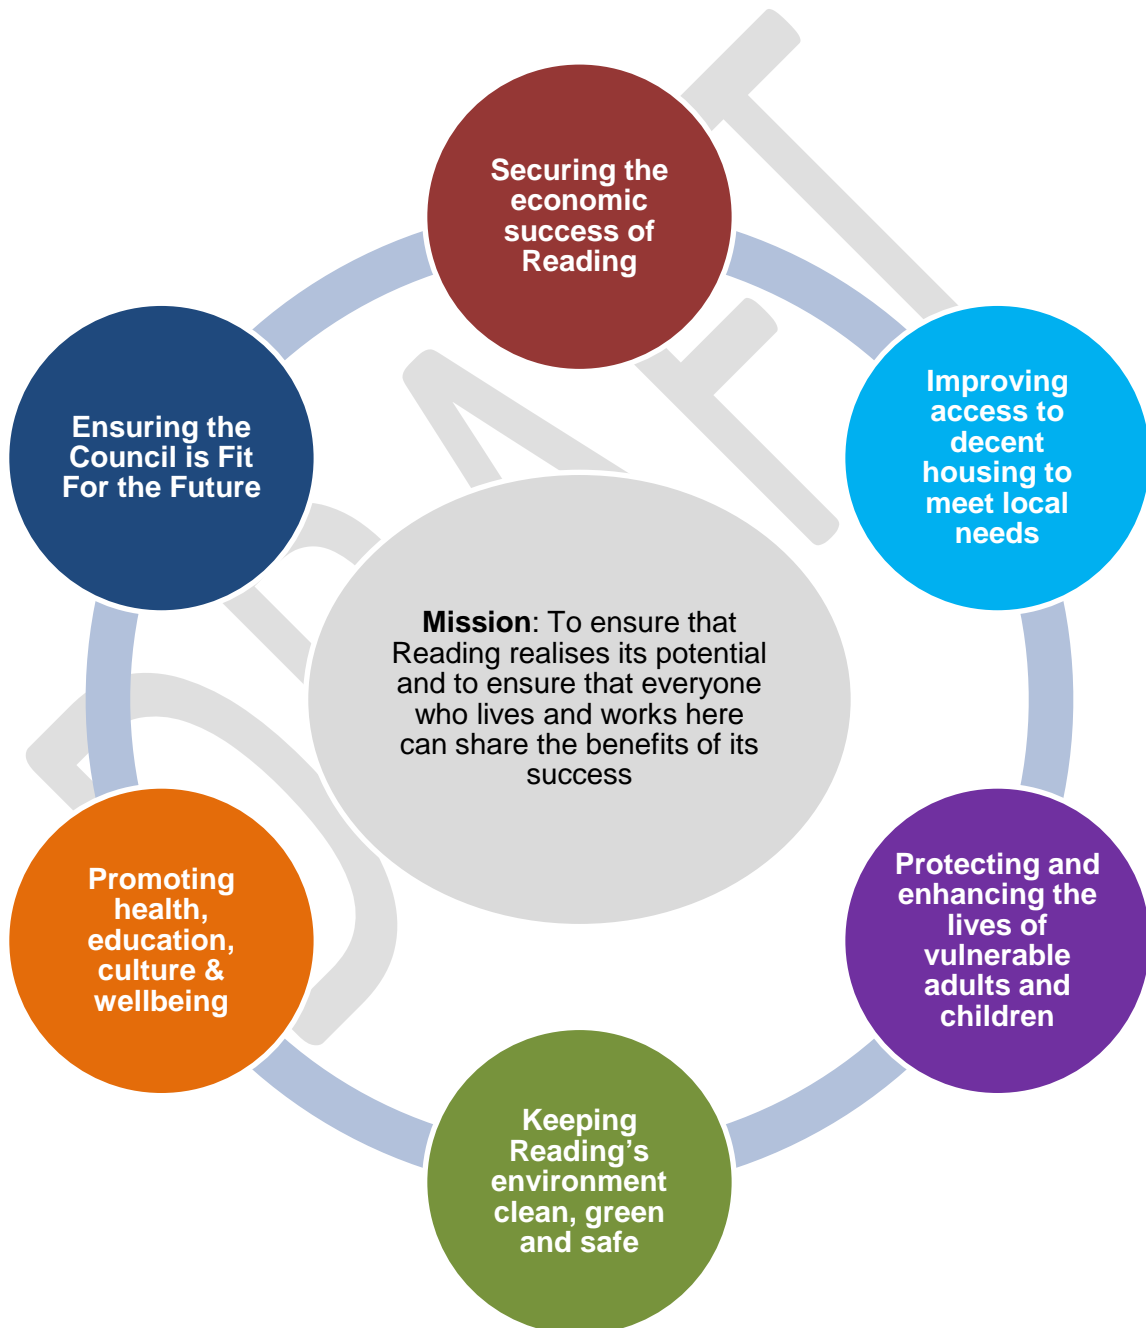 Securing the
economic
success of
Reading
Improving
access to
decent
housing to
meet local
needs
Protecting and
enhancing the
lives of
vulnerable
adults and
children
Keeping
Reading’s
environment
clean, green
and safe
Promoting
health,
education,
culture &
wellbeing
Ensuring the
Council is Fit
For the Future
Mission: To ensure that
Reading realises its potential
and to ensure that everyone
who lives and works here
can share the benefits of its
success
DRAFT